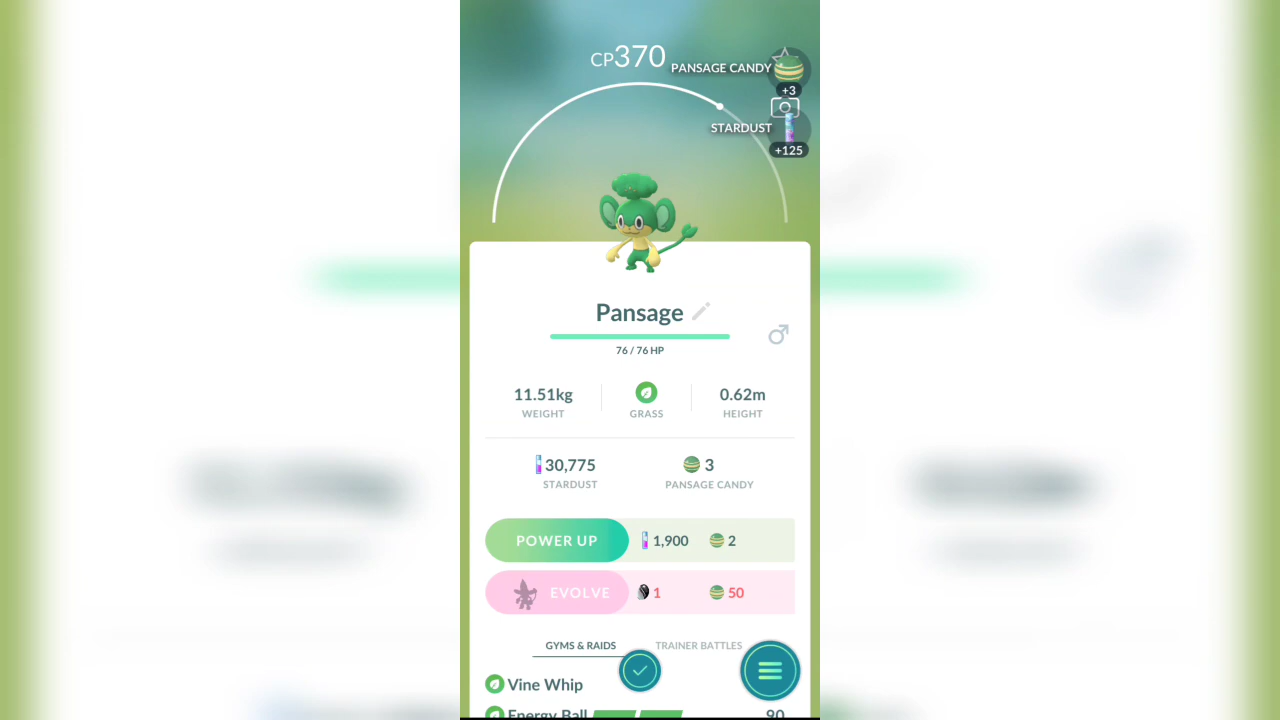 CP370
PANSAGE CANDY
+3
STARDUST
+125
Pansage
76 / 76 HP
11.51kg
WEIGHT
GRASS
0.62m
HEIGHT
30,775
STARDUST
3
PANSAGE CANDY
POWER UP 1,900 2
EVOLVE 1 50
GYMS & RAIDS TRAINER BATTLES
Vine Whip
Energy Ball 90